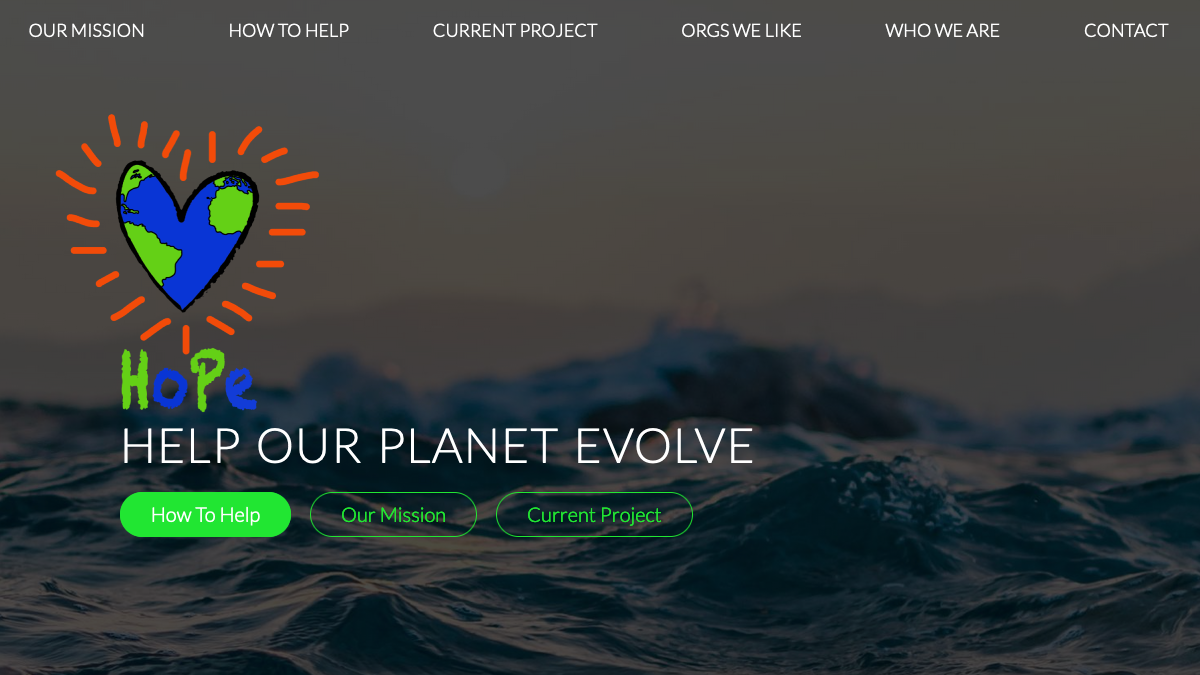 OUR MISSION HOW TO HELP CURRENT PROJECT ORGS WE LIKE WHO WE ARE CONTACT
HoPe
HELP OUR PLANET EVOLVE
How To Help Our Mission Current Project